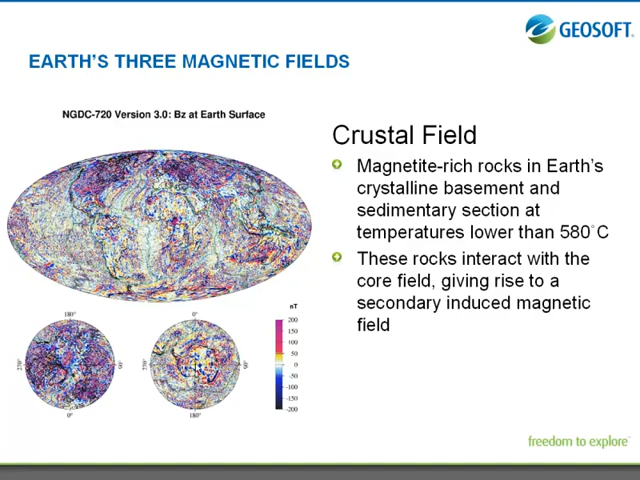 GEOSOFT
EARTH'S THREE MAGNETIC FIELDS
NGDC-720 Version 3.0: Bz at Earth Surface
Crustal Field
Magnetite-rich rocks in Earth's
crystalline basement and
sedimentary section at
temperatures lower than 580°C
These rocks interact with the
core field, giving rise to a
secondary induced magnetic
field
nT
180°
270°
90°
0°
0°
270°
90°
180°
200
150
100
50
0
-50
-100
-150
-200
freedom to explore